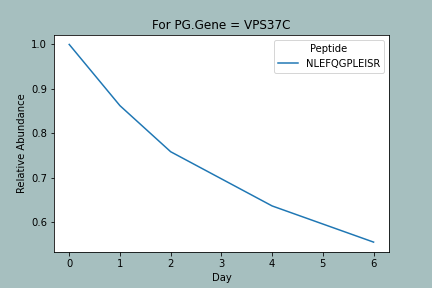 For PG.Gene = VPS37C
Peptide
NLEFQGPLEISR
1.0
0.9
0.8
0.7
0.6
Relative Abundance
0 1 2 3 4 5 6
Day